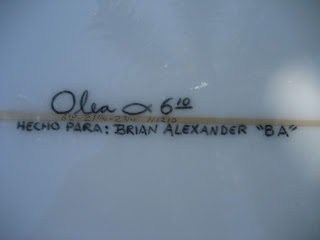 Olea 6 10
HECHO PARA: BRIAN ALEXANDER "BA"